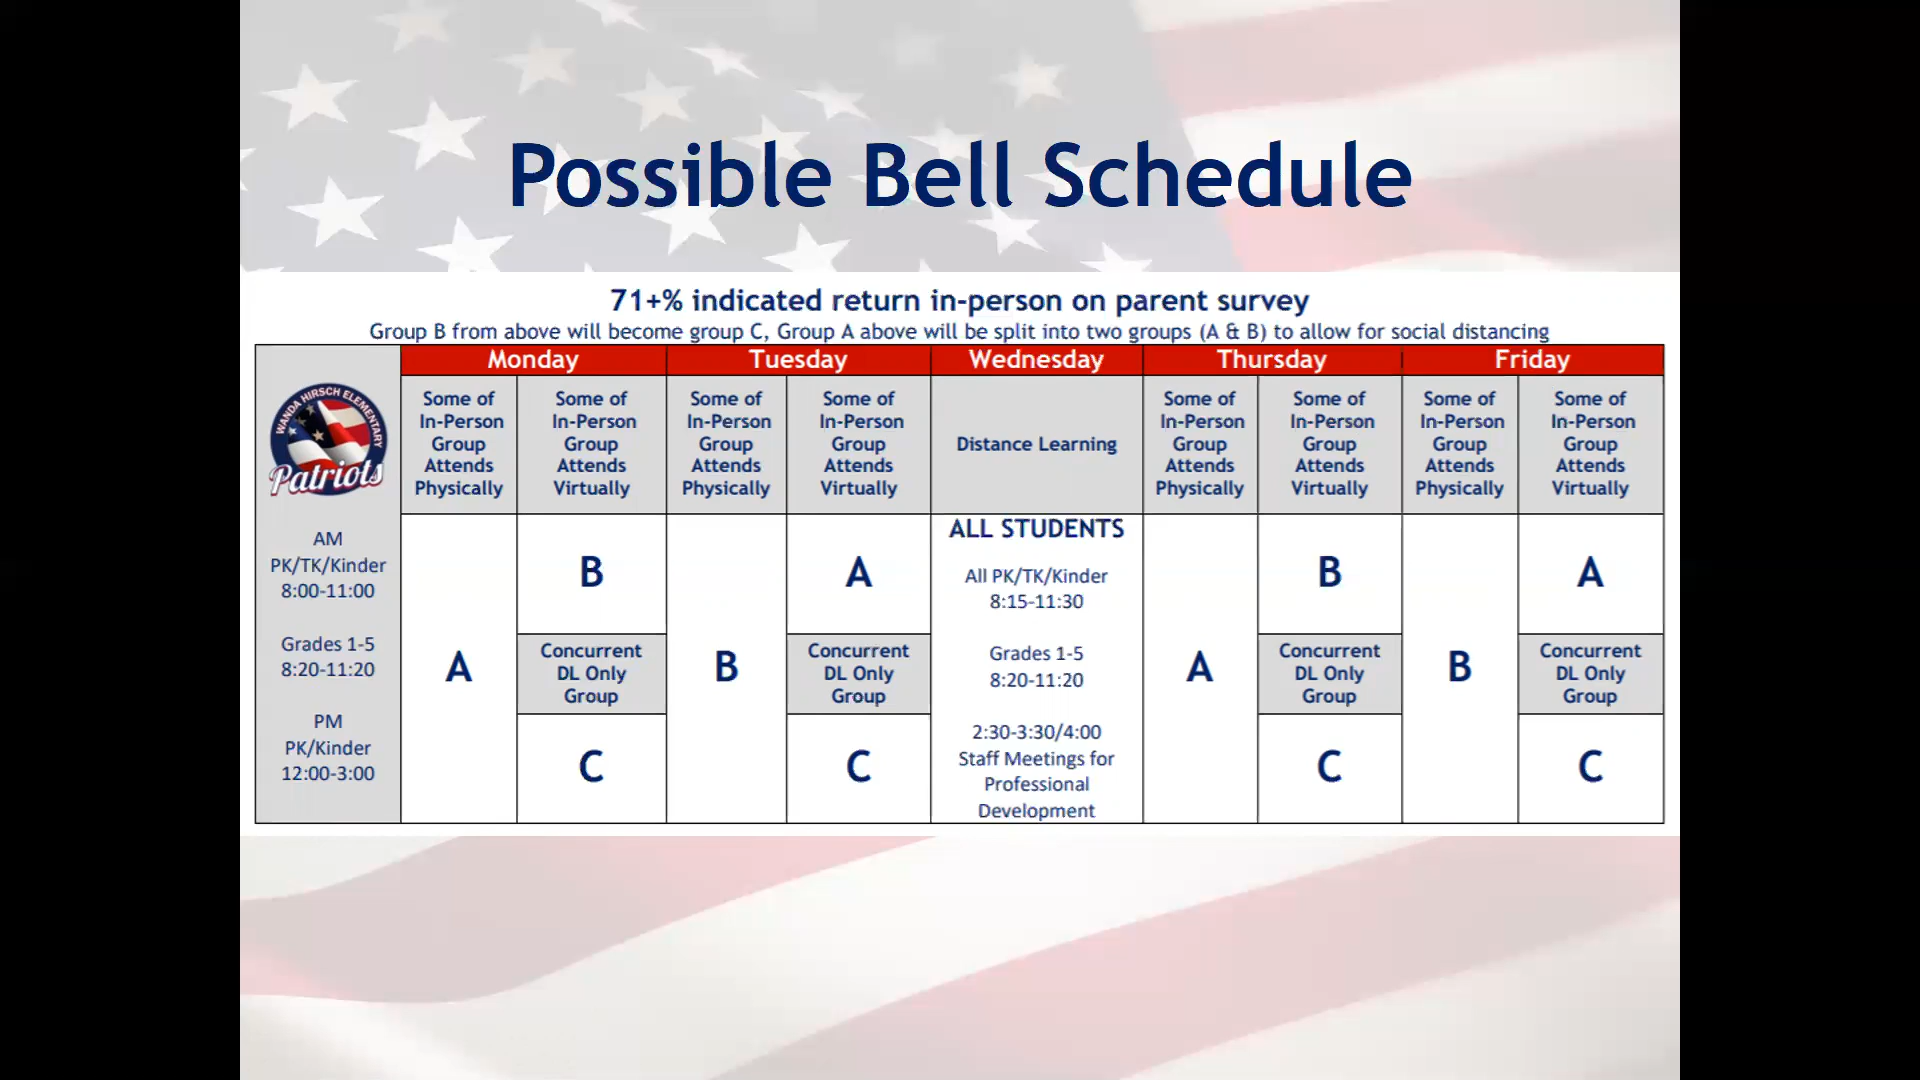 Possible Bell Schedule
71+% indicated return in-person on parent survey
Group B from above will become group C, Group A above will be split into two groups (A & B) to allow for social distancing
Monday
Tuesday
Wednesday
Thursday
Friday
WANDA HIRSCH ELEMENTARY
Patriots
Some of
In-Person
Group
Attends
Physically
Some of
In-Person
Group
Attends
Virtually
Some of
In-Person
Group
Attends
Physically
Some of
In-Person
Group
Attends
Virtually
Distance Learning
Some of
In-Person
Group
Attends
Physically
Some of
In-Person
Group
Attends
Virtually
Some of
In-Person
Group
Attends
Physically
Some of
In-Person
Group
Attends
Virtually
AM
PK/TK/Kinder
8:00-11:00
Grades 1-5
8:20-11:20
PM
PK/Kinder
12:00-3:00
A
B
Concurrent
DL Only
Group
C
B
A
Concurrent
DL Only
Group
C
ALL STUDENTS
All PK/TK/Kinder
8:15-11:30
Grades 1-5
8:20-11:20
2:30-3:30/4:00
Staff Meetings for
Professional
Development
A
B
Concurrent
DL Only
Group
C
B
A
Concurrent
DL Only
Group
C